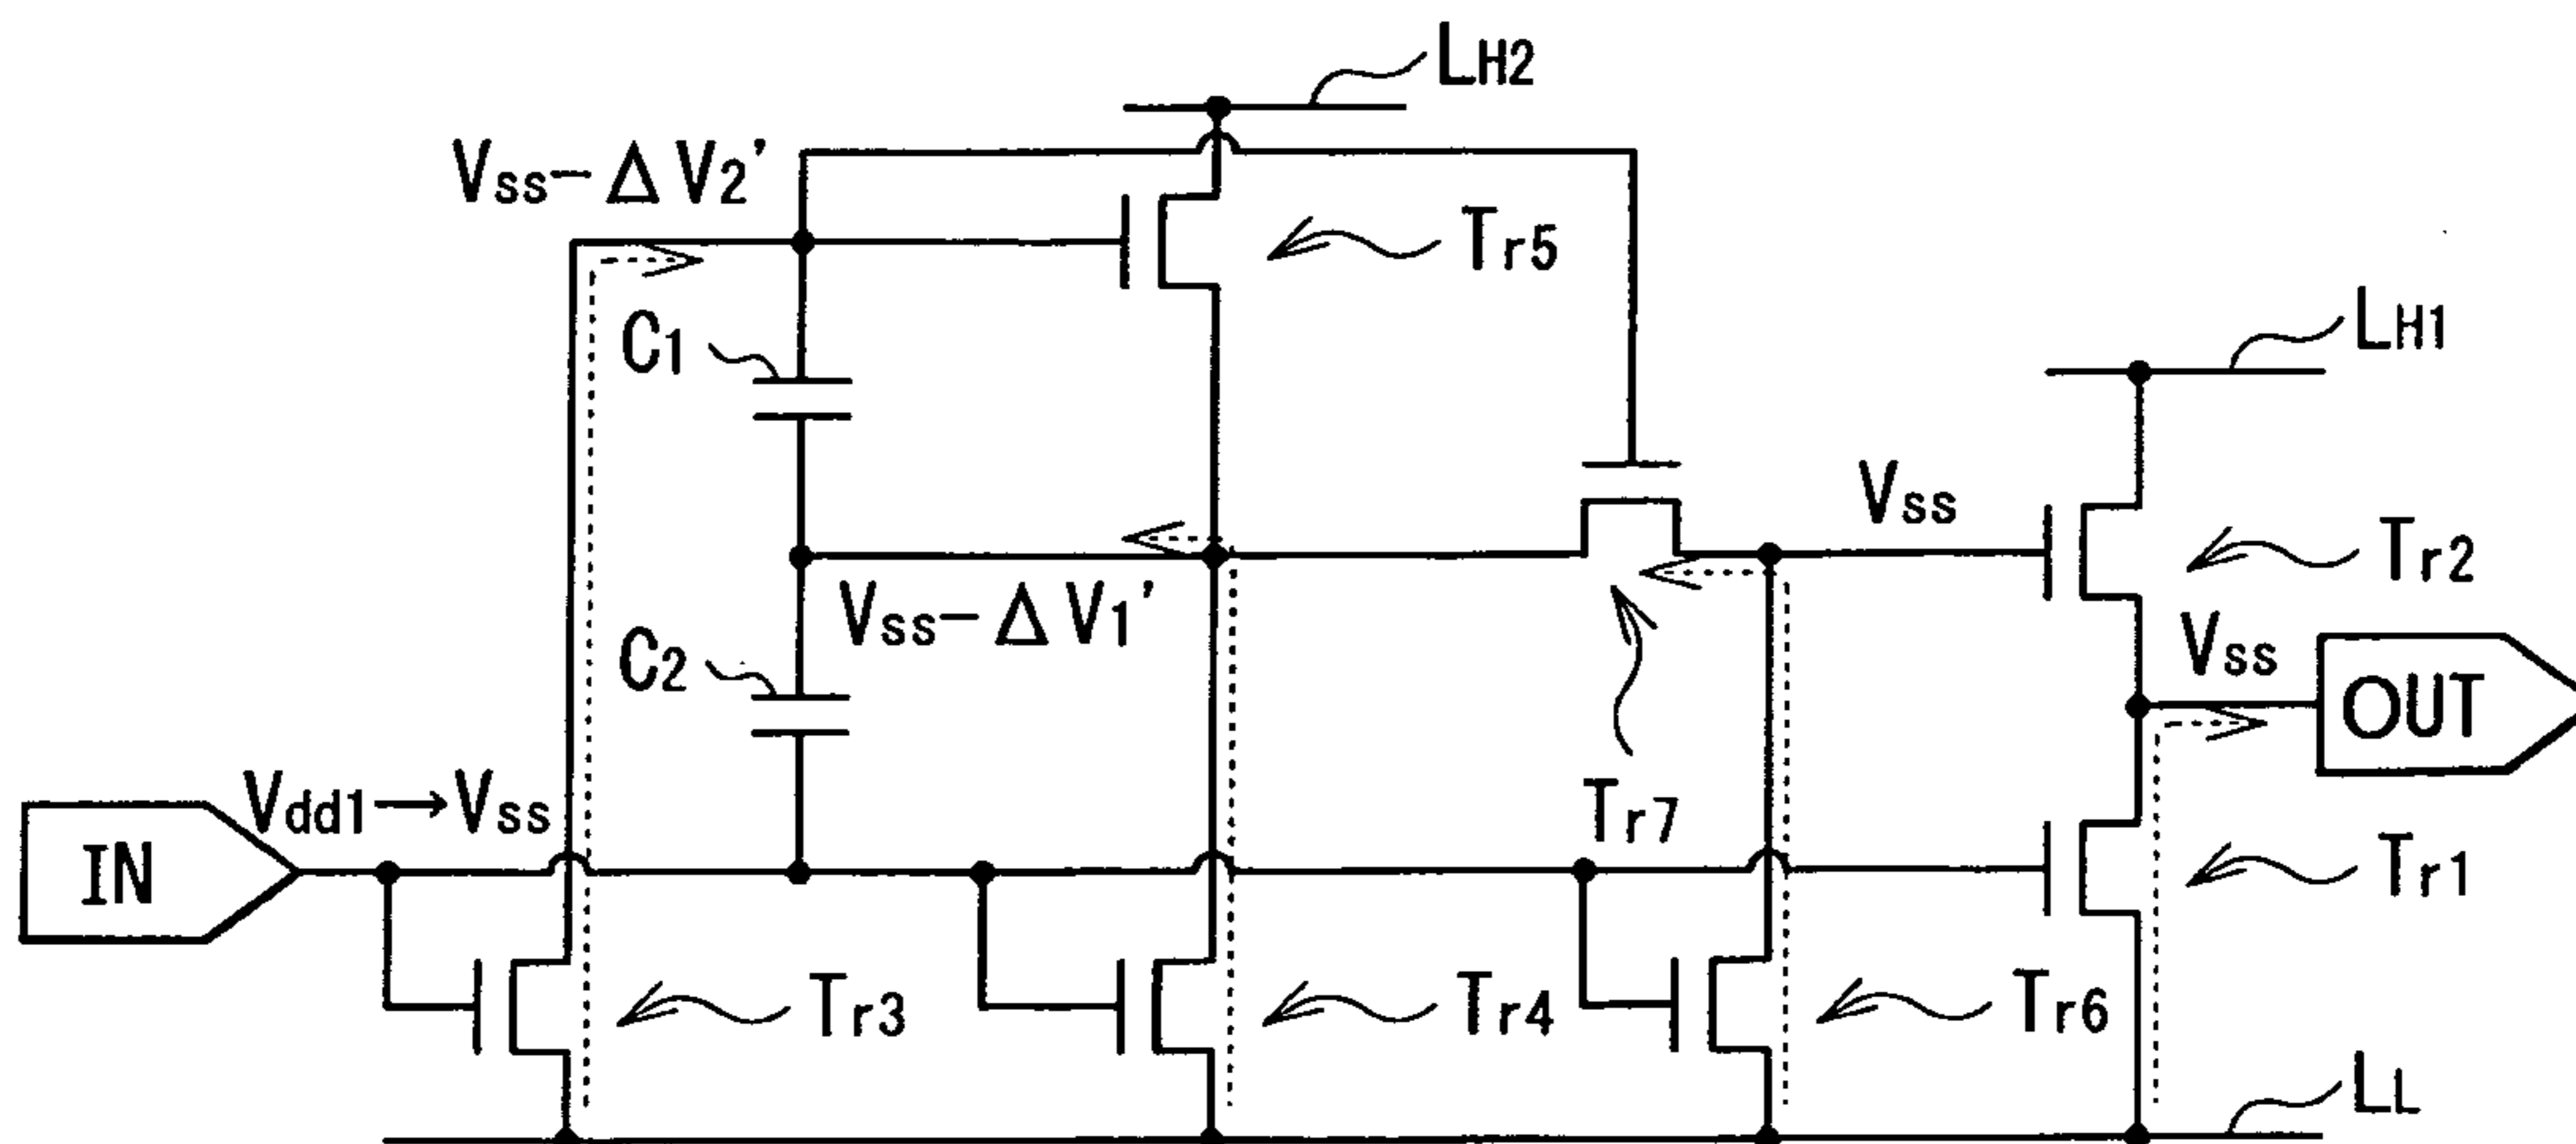 LH2
Vss-ΔV2'
Tr5
C1
LH1
Vss
Tr2
Vss-ΔV1'
C2
Vss
OUT
Vdd1→Vss
Tr7
IN
Tr1
Tr3
Tr4
Tr6
LL